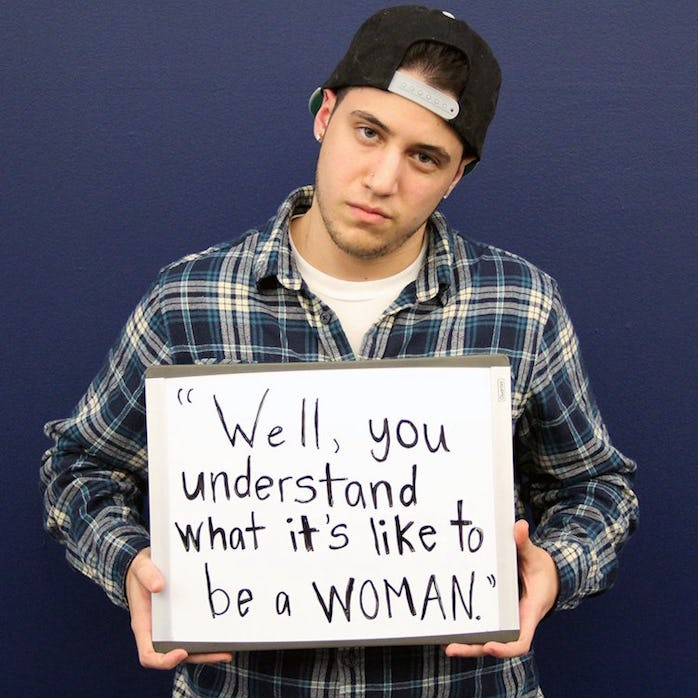 “Well, you
understand
what it's like to
be a WOMAN.”